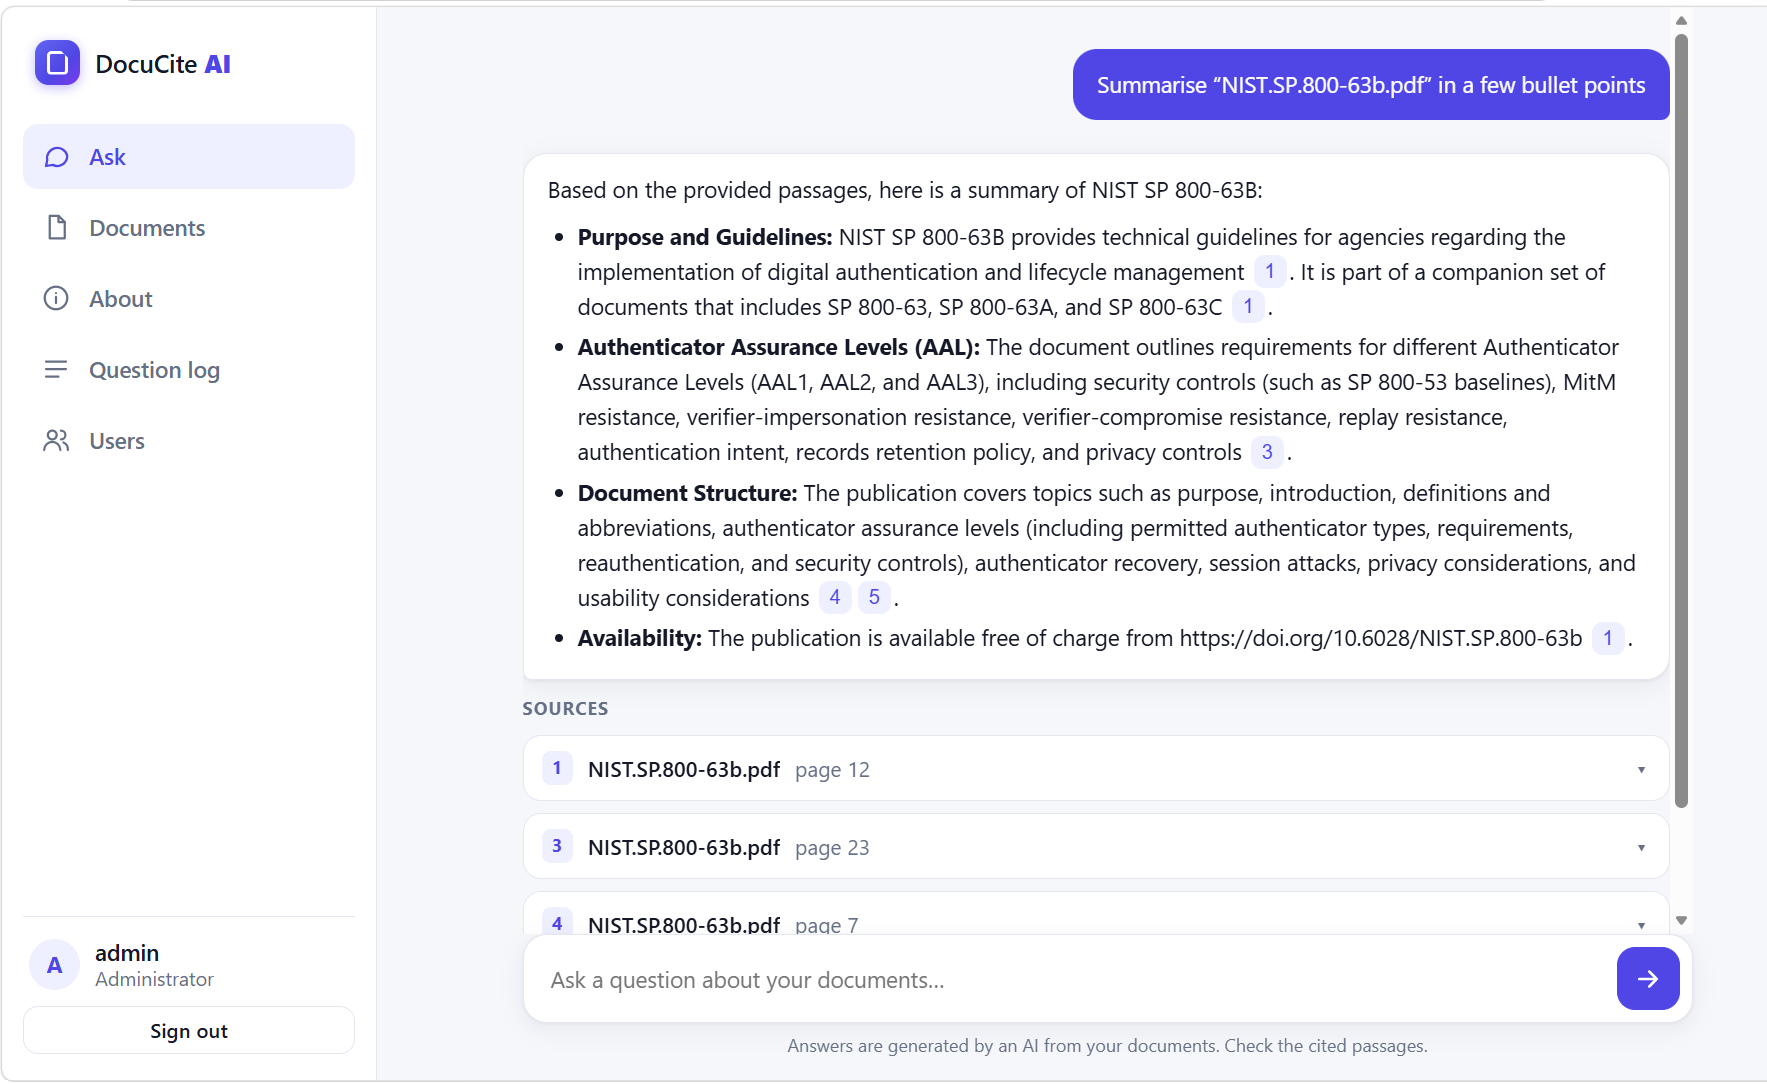 DocuCite AI
Ask
Documents
About
Question log
Users
admin
A
Administrator
Sign out
Summarise “NIST.SP.800-63b.pdf” in a few bullet points
Based on the provided passages, here is a summary of NIST SP 800-63B:
• Purpose and Guidelines: NIST SP 800-63B provides technical guidelines for agencies regarding the
implementation of digital authentication and lifecycle management 1 . It is part of a companion set of
documents that includes SP 800-63, SP 800-63A, and SP 800-63C 1 .
• Authenticator Assurance Levels (AAL): The document outlines requirements for different Authenticator
Assurance Levels (AAL1, AAL2, and AAL3), including security controls (such as SP 800-53 baselines), MitM
resistance, verifier-impersonation resistance, verifier-compromise resistance, replay resistance,
authentication intent, records retention policy, and privacy controls 3 .
• Document Structure: The publication covers topics such as purpose, introduction, definitions and
abbreviations, authenticator assurance levels (including permitted authenticator types, requirements,
reauthentication, and security controls), authenticator recovery, session attacks, privacy considerations, and
usability considerations 4 5 .
• Availability: The publication is available free of charge from https://doi.org/10.6028/NIST.SP.800-63b 1 .
SOURCES
1 NIST.SP.800-63b.pdf page 12
3 NIST.SP.800-63b.pdf page 23
4 NIST.SP.800-63b.pdf page 7
Ask a question about your documents...
Answers are generated by an AI from your documents. Check the cited passages.